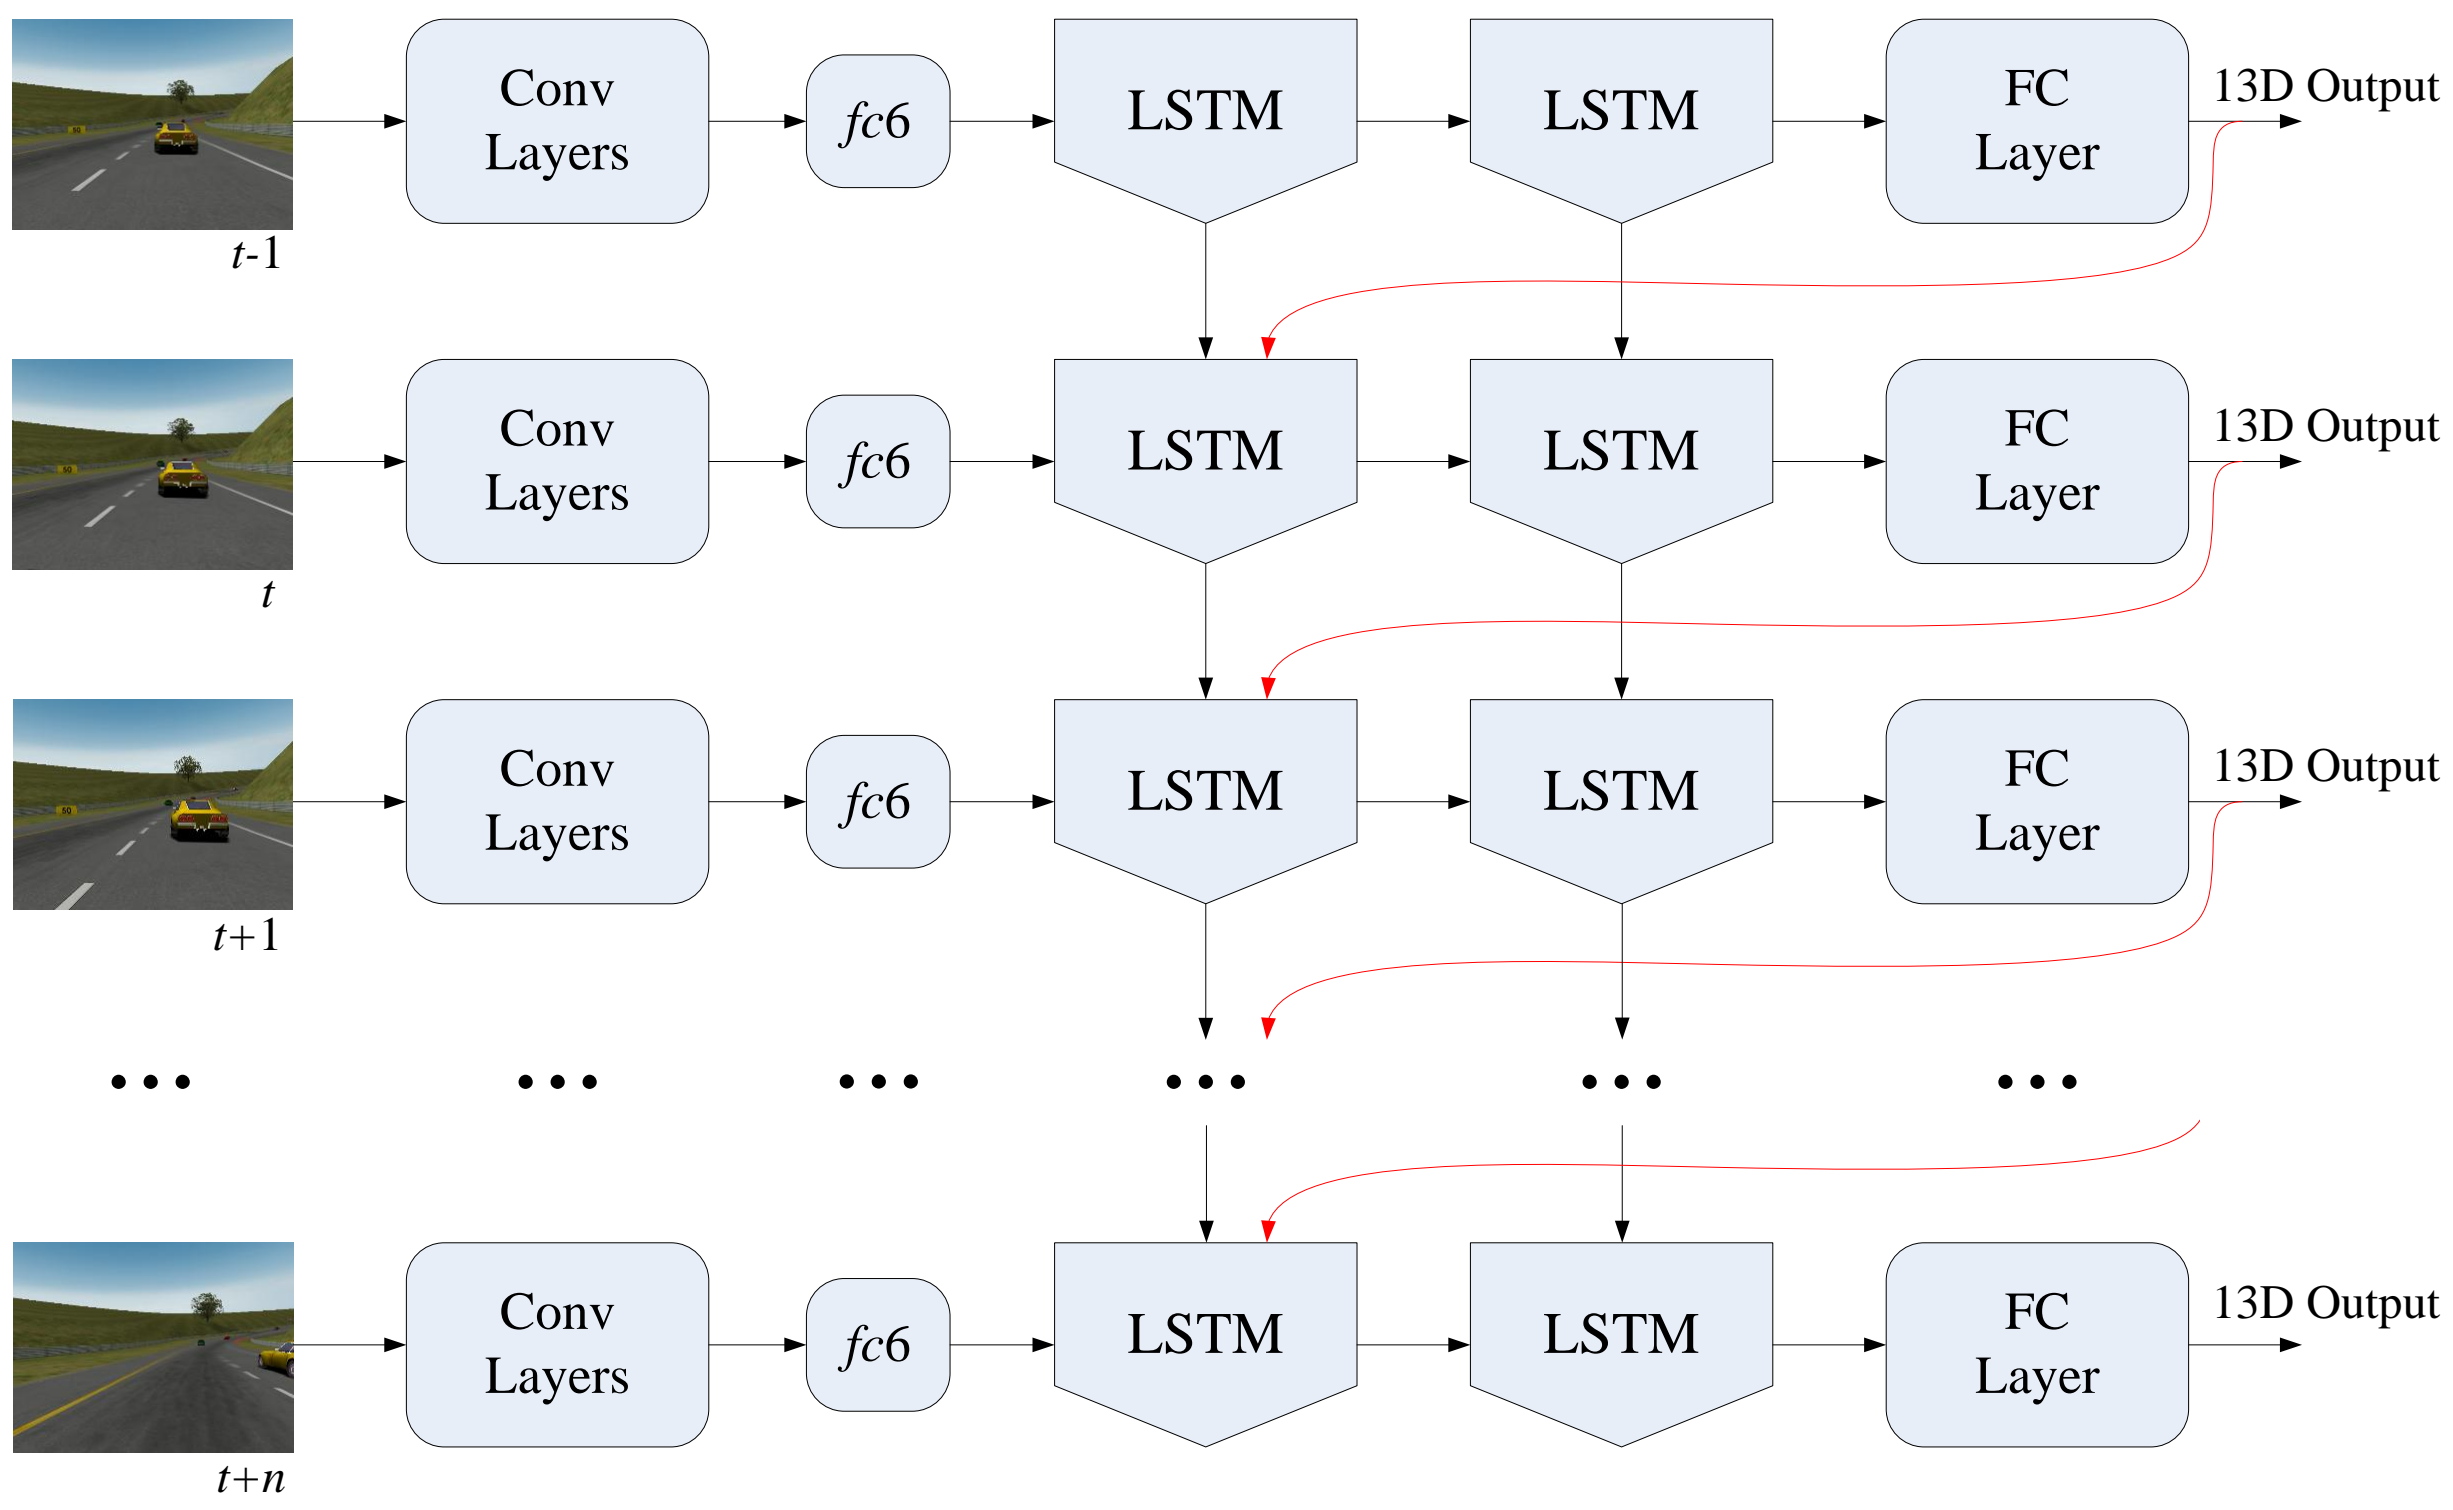 Conv
Layers
fc6
LSTM
LSTM
FC
Layer
13D Output
t-1
Conv
Layers
fc6
LSTM
LSTM
FC
Layer
13D Output
t
Conv
Layers
fc6
LSTM
LSTM
FC
Layer
13D Output
t+1
... ... ... ... ... ...
Conv
Layers
fc6
LSTM
LSTM
FC
Layer
13D Output
t+n